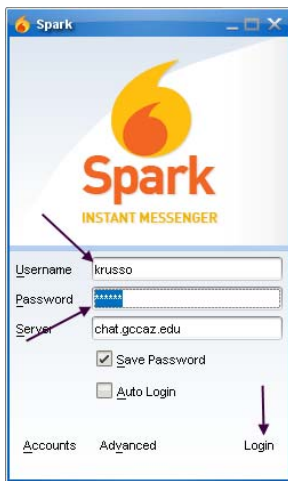 Spark
Spark
INSTANT MESSENGER
Username krusso
Password ******
Server chat.gccaz.edu
Save Password
Auto Login
Accounts Advanced Login